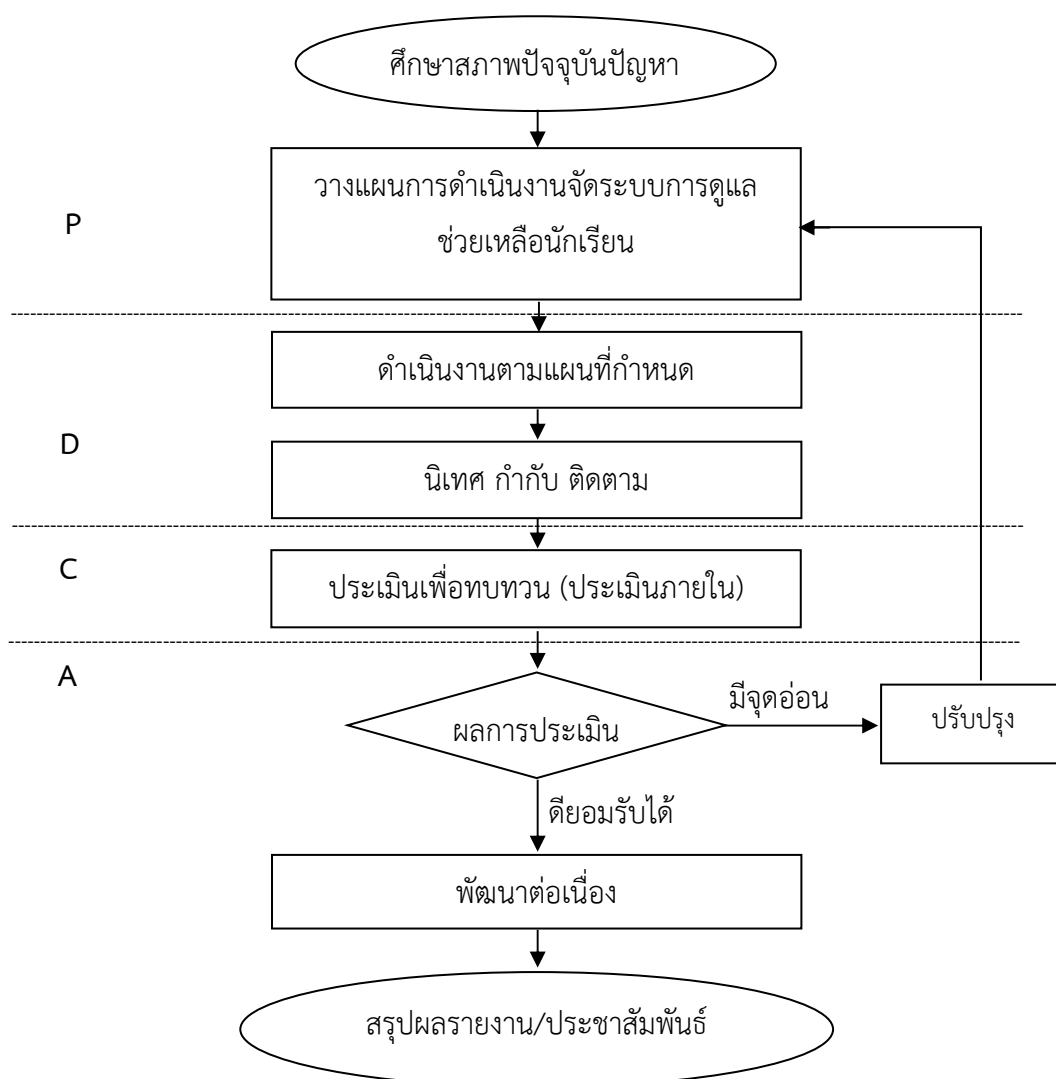 ศึกษาสภาพปัจจุบันปัญหา
วางแผนการดำเนินงานจัดระบบการดูแล
ช่วยเหลือนักเรียน
P
ดำเนินงานตามแผนที่กำหนด
D
นิเทศ กำกับ ติดตาม
C
ประเมินเพื่อทบทวน (ประเมินภายใน)
A
ผลการประเมิน
มีจุดอ่อน
ปรับปรุง
ดียอมรับได้
พัฒนาต่อเนื่อง
สรุปผลรายงาน/ประชาสัมพันธ์